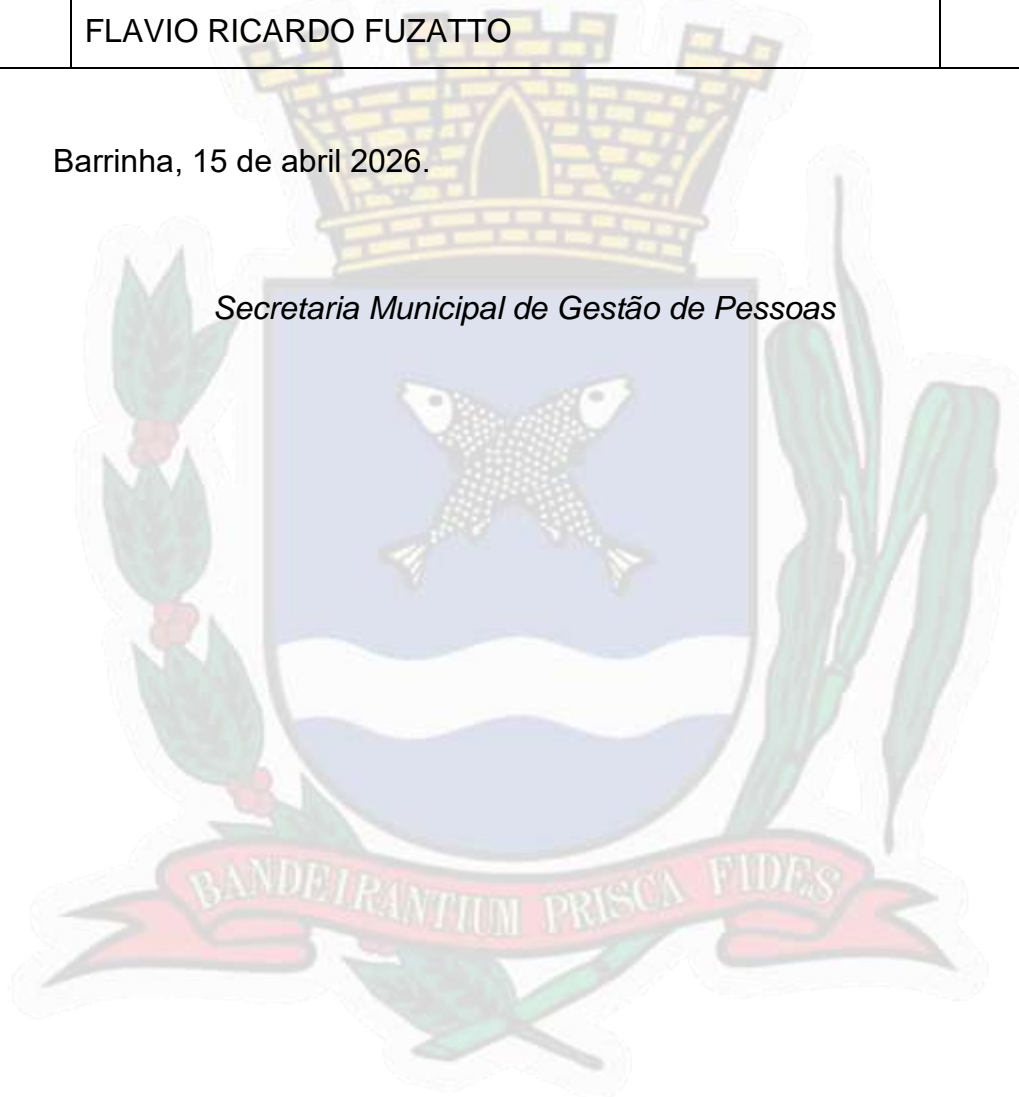 FLAVIO RICARDO FUZATTO
Barrinha, 15 de abril 2026.
Secretaria Municipal de Gestão de Pessoas
BANDEIRANTIUM PRISCA FIDES